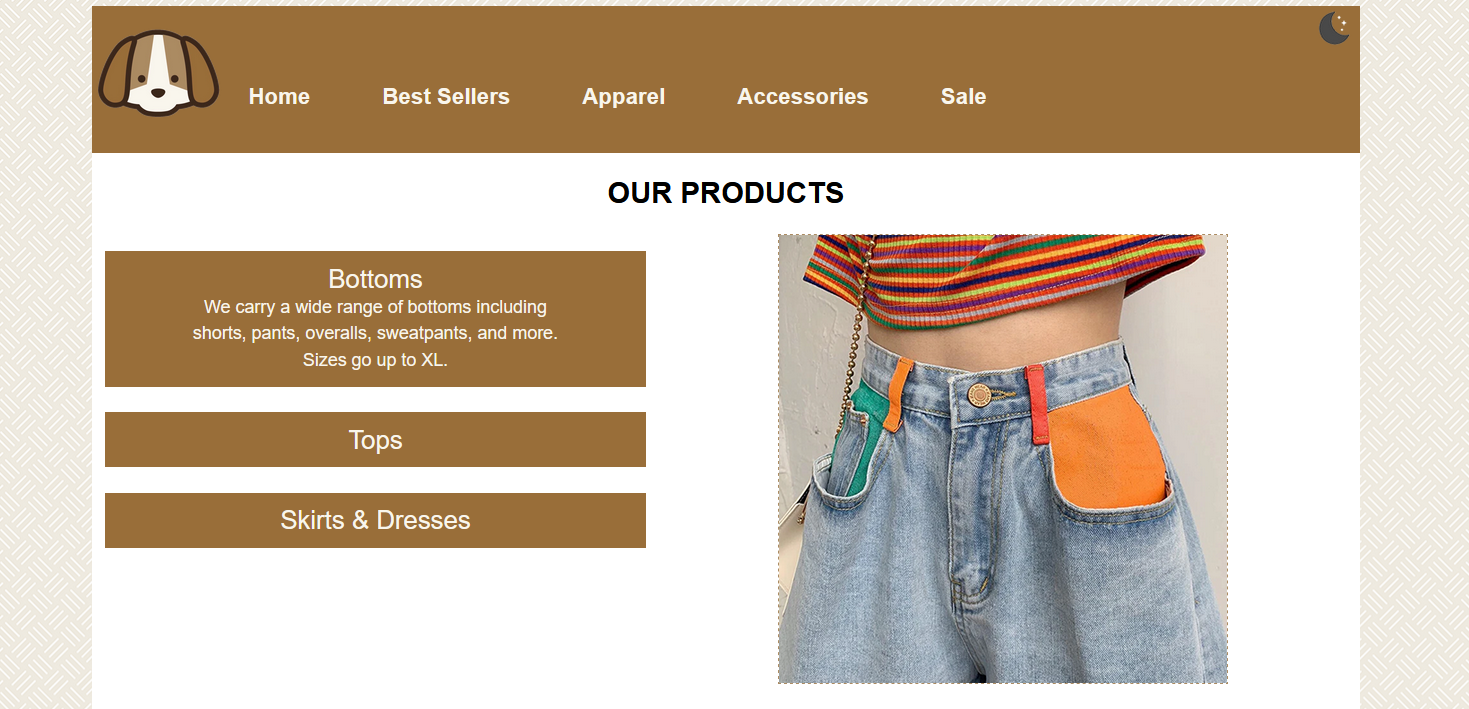 Home Best Sellers Apparel Accessories Sale
OUR PRODUCTS
Bottoms
We carry a wide range of bottoms including
shorts, pants, overalls, sweatpants, and more.
Sizes go up to XL.
Tops
Skirts & Dresses